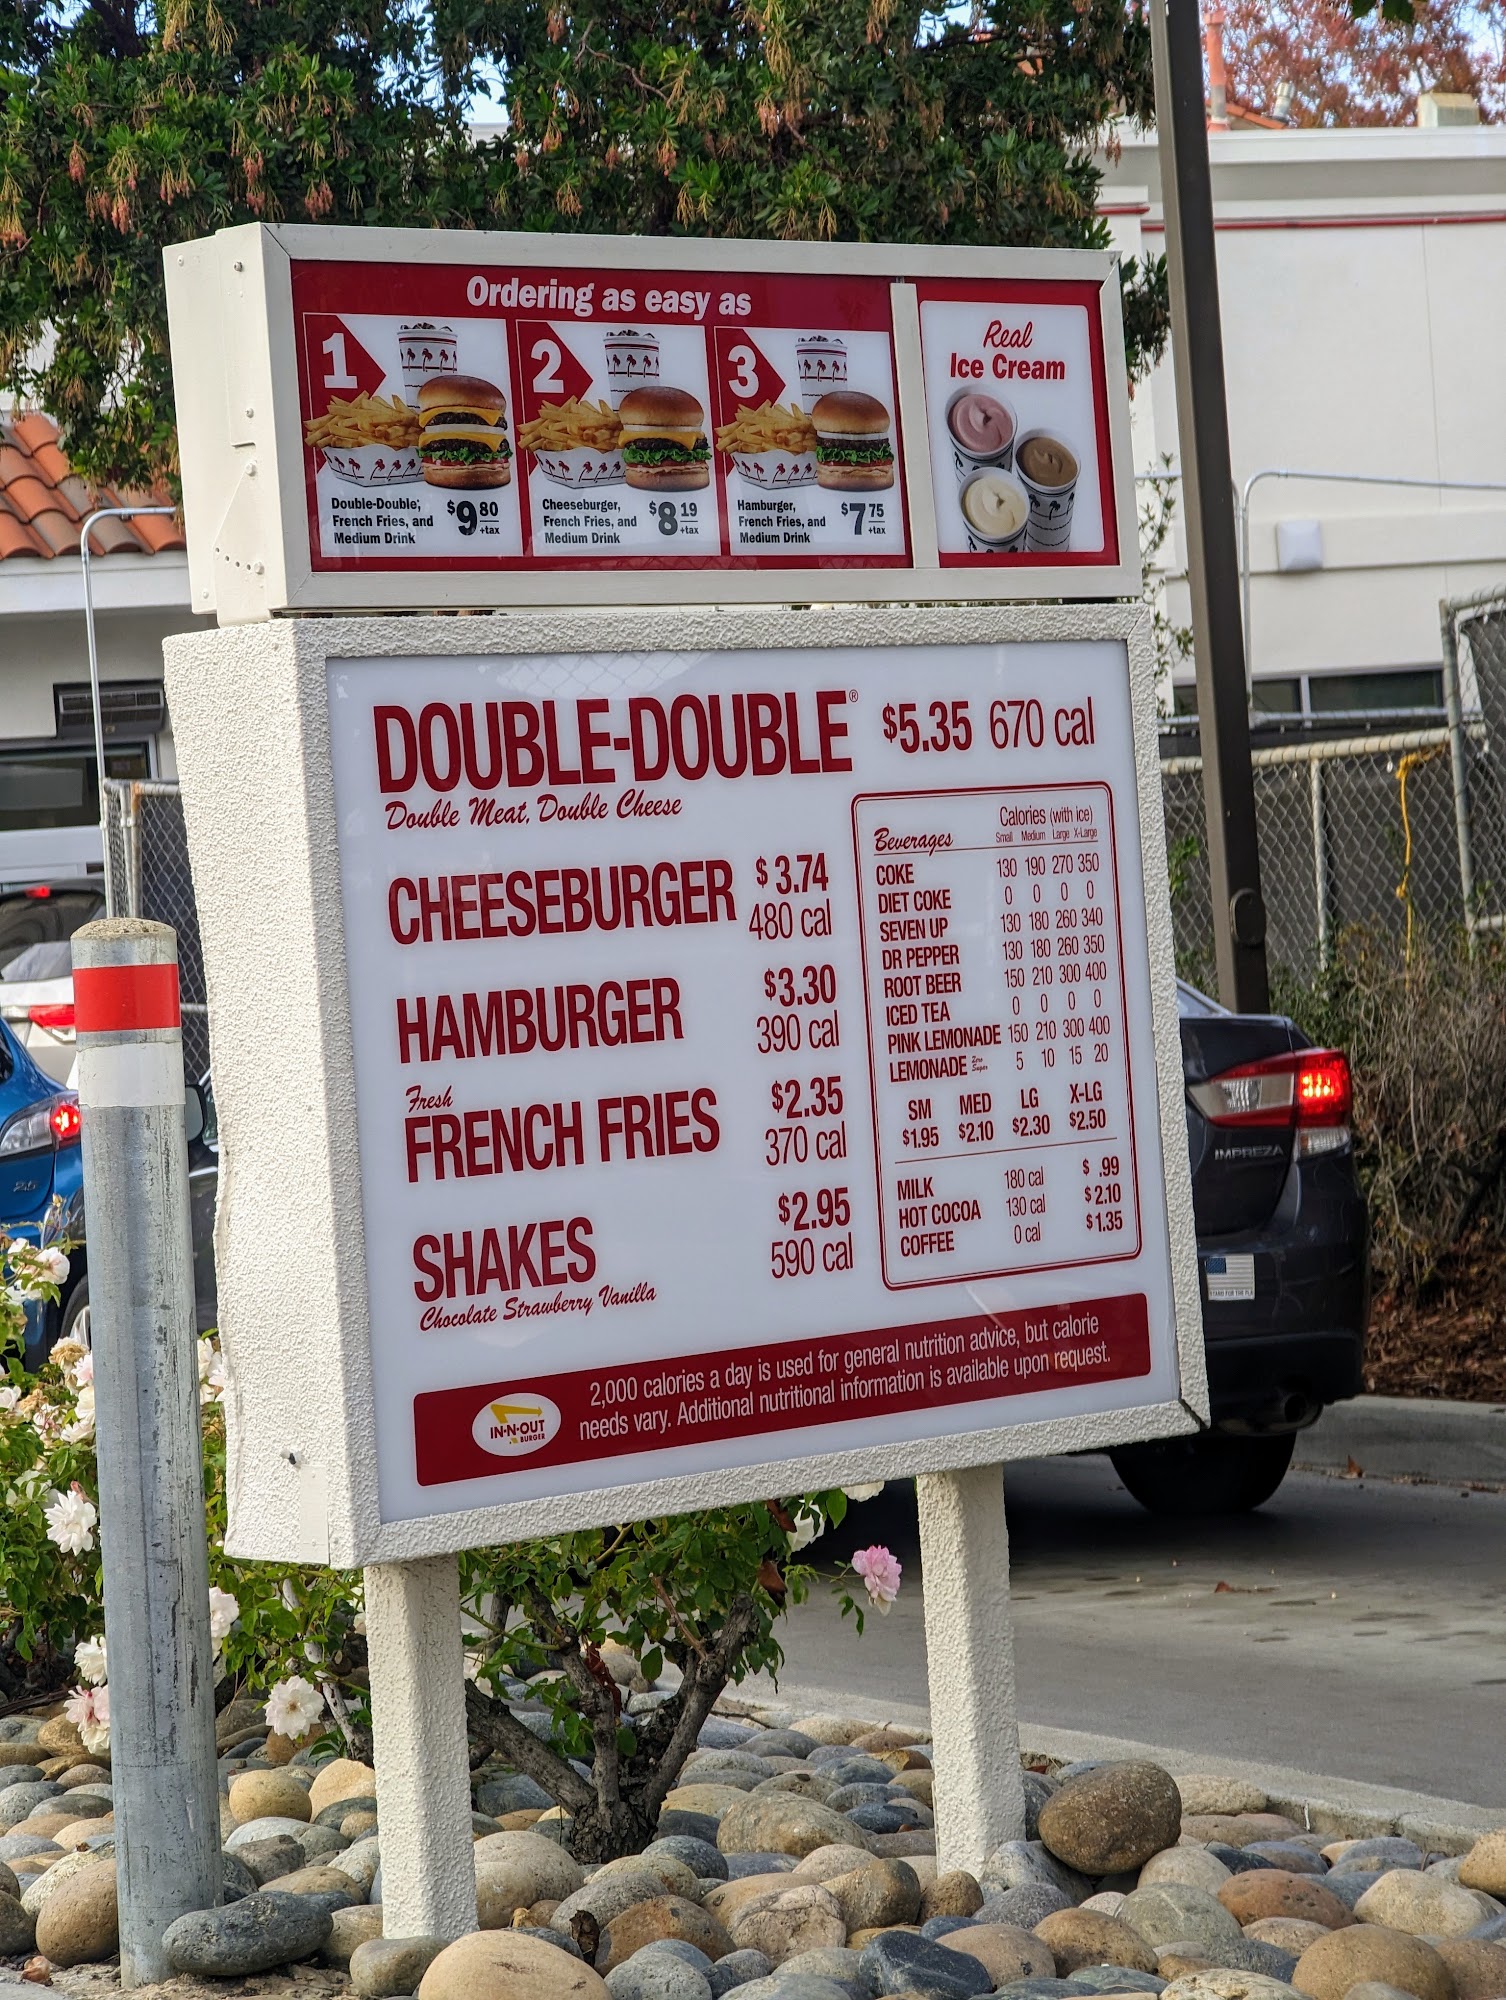 Ordering as easy as
1
Double-Double,
French Fries, and
Medium Drink
$9 80
+tax
2
Cheeseburger,
French Fries, and
Medium Drink
$8 19
+tax
3
Hamburger,
French Fries, and
Medium Drink
$7 75
+tax
Real
Ice Cream
DOUBLE-DOUBLE® $5.35 670 cal
Double Meat, Double Cheese
CHEESEBURGER $3.74
480 cal
HAMBURGER $3.30
390 cal
Fresh
FRENCH FRIES $2.35
370 cal
SHAKES $2.95
590 cal
Chocolate Strawberry Vanilla
Beverages Calories (with ice)
Small Medium Large X-Large
COKE 130 190 270 350
DIET COKE 0 0 0 0
SEVEN UP 130 180 260 340
DR PEPPER 130 180 260 350
ROOT BEER 150 210 300 400
ICED TEA 0 0 0 0
PINK LEMONADE 150 210 300 400
LEMONADE Zero Sugar 5 10 15 20
SM MED LG X-LG
$1.95 $2.10 $2.30 $2.50
MILK 180 cal $ .99
HOT COCOA 130 cal $2.10
COFFEE 0 cal $1.35
IN-N-OUT
BURGER
2,000 calories a day is used for general nutrition advice, but calorie
needs vary. Additional nutritional information is available upon request.
IMPREZA